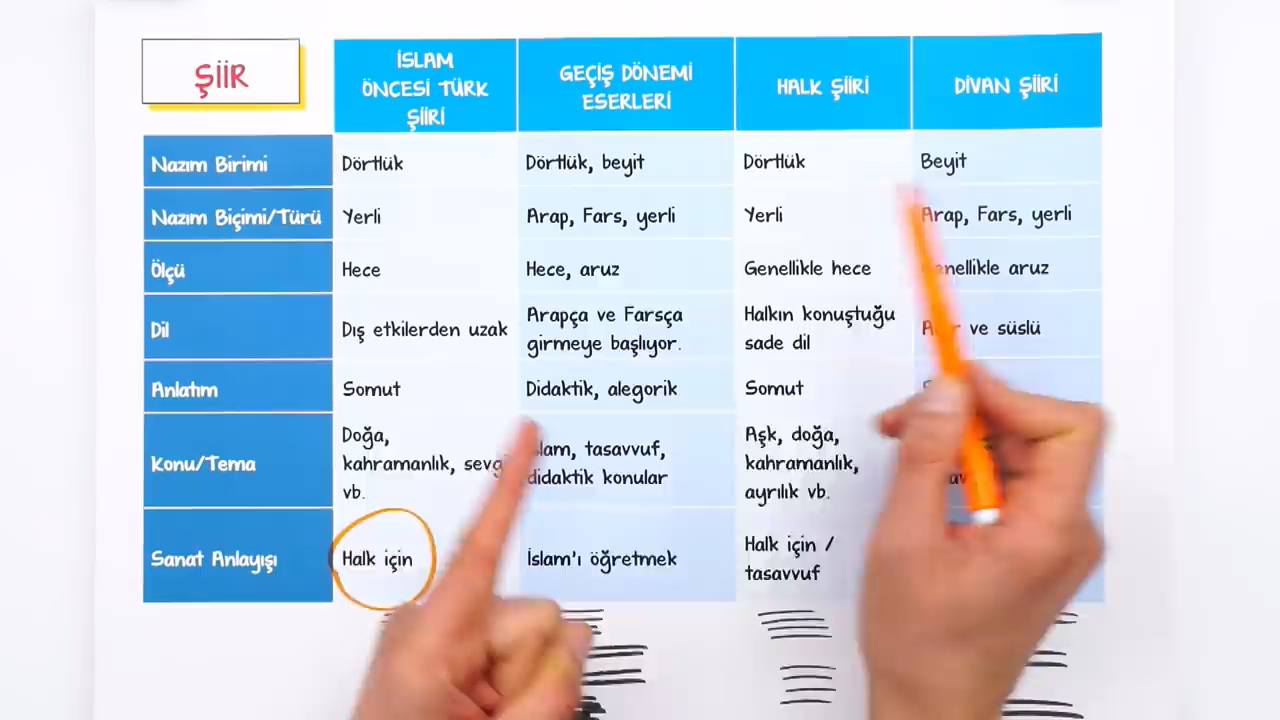 ŞİİR
İSLAM
ÖNCESİ TÜRK
ŞİİRİ
GEÇİŞ DÖNEMİ
ESERLERİ
HALK ŞİİRİ
DİVAN ŞİİRİ
Nazım Birimi
Dörtlük
Dörtlük, beyit
Dörtlük
Beyit
Nazım Biçimi/Türü
Yerli
Arap, Fars, yerli
Yerli
Arap, Fars, yerli
Ölçü
Hece
Hece, aruz
Genellikle hece
Genellikle aruz
Dil
Dış etkilerden uzak
Arapça ve Farsça
girmeye başlıyor.
Halkın konuştuğu
sade dil
ve süslü
Anlatım
Somut
Didaktik, alegorik
Somut
Konu/Tema
Doğa,
kahramanlık, sevgi
vb.
İslam, tasavvuf,
didaktik konular
Aşk, doğa,
kahramanlık,
ayrılık vb.
Sanat Anlayışı
Halk için
İslam'ı öğretmek
Halk için /
tasavvuf